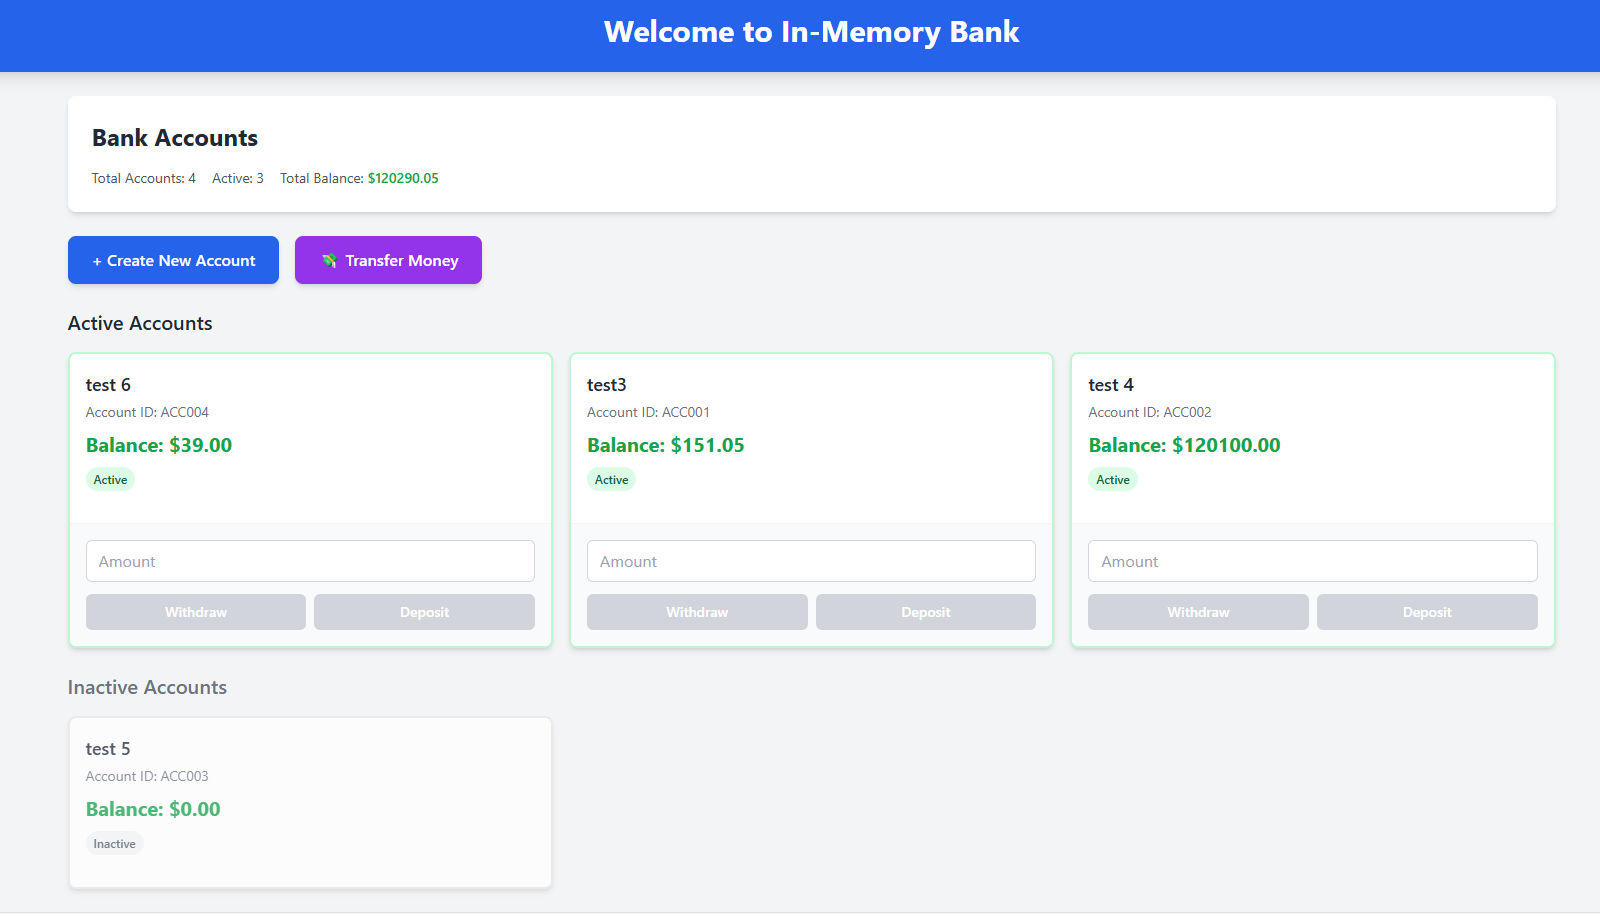 Welcome to In-Memory Bank
Bank Accounts
Total Accounts: 4 Active: 3 Total Balance: $120290.05
+ Create New Account
💸 Transfer Money
Active Accounts
test 6
Account ID: ACC004
Balance: $39.00
Active
Amount
Withdraw
Deposit
test3
Account ID: ACC001
Balance: $151.05
Active
Amount
Withdraw
Deposit
test 4
Account ID: ACC002
Balance: $120100.00
Active
Amount
Withdraw
Deposit
Inactive Accounts
test 5
Account ID: ACC003
Balance: $0.00
Inactive